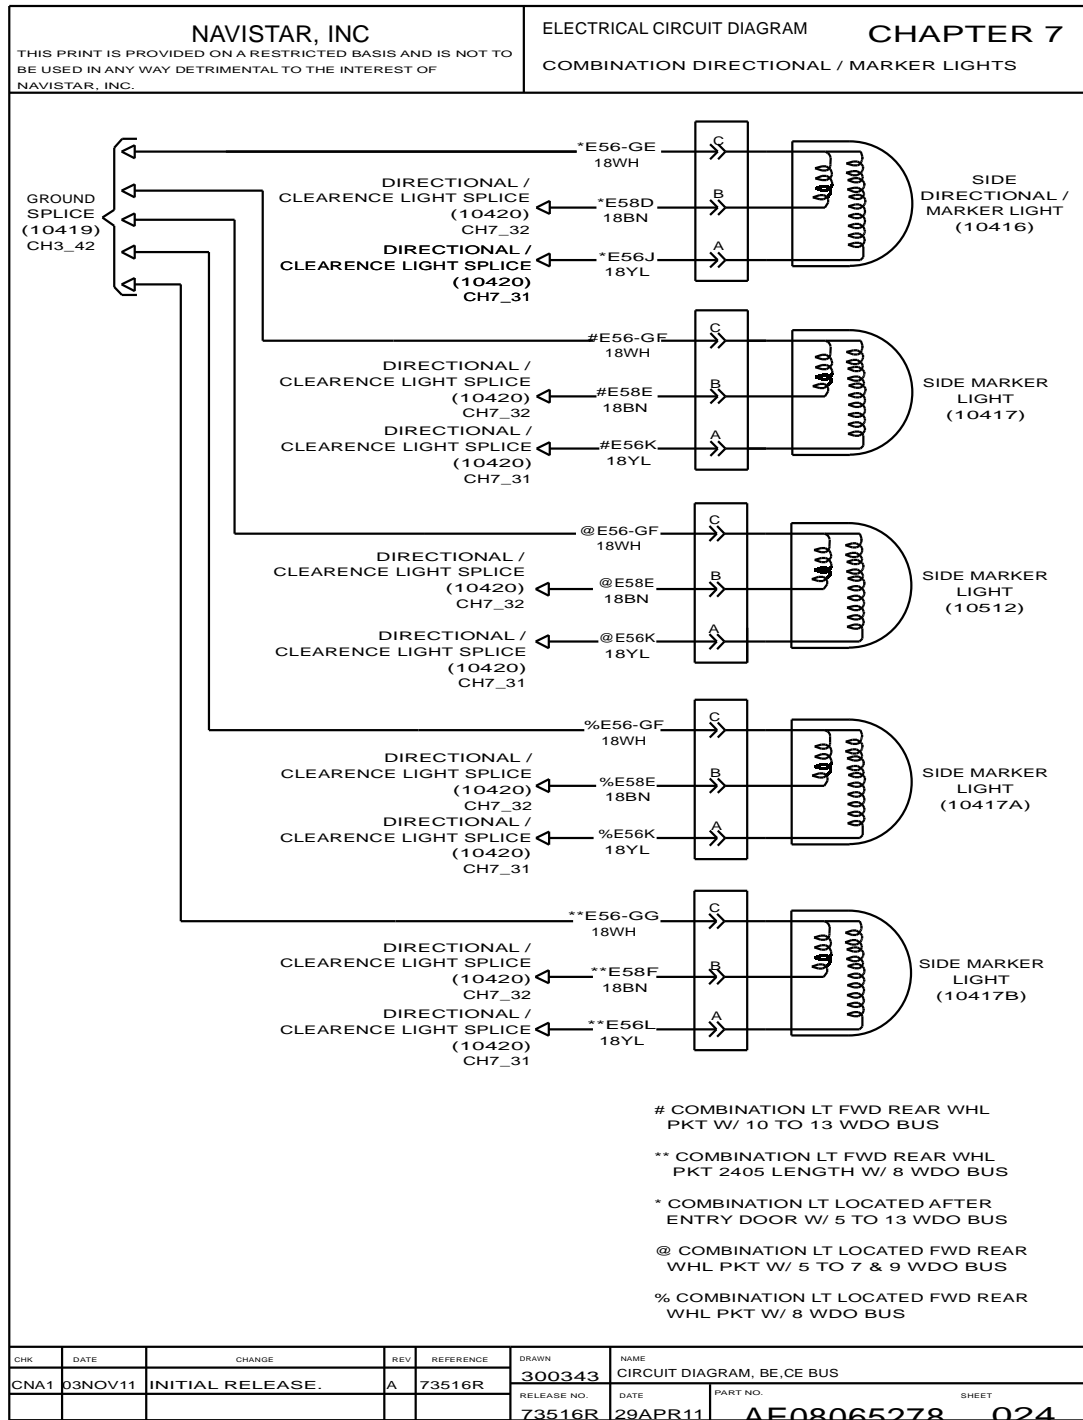 NAVISTAR, INC
THIS PRINT IS PROVIDED ON A RESTRICTED BASIS AND IS NOT TO
BE USED IN ANY WAY DETRIMENTAL TO THE INTEREST OF
NAVISTAR, INC.
ELECTRICAL CIRCUIT DIAGRAM
CHAPTER 7
COMBINATION DIRECTIONAL / MARKER LIGHTS
GROUND
SPLICE
(10419)
CH3_42
*E56-GE
18WH
C
DIRECTIONAL /
CLEARENCE LIGHT SPLICE
(10420)
CH7_32
*E58D
18BN
B
DIRECTIONAL /
CLEARENCE LIGHT SPLICE
(10420)
CH7_31
*E56J
18YL
A
SIDE
DIRECTIONAL /
MARKER LIGHT
(10416)
#E56-GF
18WH
C
DIRECTIONAL /
CLEARENCE LIGHT SPLICE
(10420)
CH7_32
#E58E
18BN
B
DIRECTIONAL /
CLEARENCE LIGHT SPLICE
(10420)
CH7_31
#E56K
18YL
A
SIDE MARKER
LIGHT
(10417)
@E56-GF
18WH
C
DIRECTIONAL /
CLEARENCE LIGHT SPLICE
(10420)
CH7_32
@E58E
18BN
B
DIRECTIONAL /
CLEARENCE LIGHT SPLICE
(10420)
CH7_31
@E56K
18YL
A
SIDE MARKER
LIGHT
(10512)
%E56-GF
18WH
C
DIRECTIONAL /
CLEARENCE LIGHT SPLICE
(10420)
CH7_32
%E58E
18BN
B
DIRECTIONAL /
CLEARENCE LIGHT SPLICE
(10420)
CH7_31
%E56K
18YL
A
SIDE MARKER
LIGHT
(10417A)
**E56-GG
18WH
C
DIRECTIONAL /
CLEARENCE LIGHT SPLICE
(10420)
CH7_32
**E58F
18BN
B
DIRECTIONAL /
CLEARENCE LIGHT SPLICE
(10420)
CH7_31
**E56L
18YL
A
SIDE MARKER
LIGHT
(10417B)
# COMBINATION LT FWD REAR WHL
PKT W/ 10 TO 13 WDO BUS
** COMBINATION LT FWD REAR WHL
PKT 2405 LENGTH W/ 8 WDO BUS
* COMBINATION LT LOCATED AFTER
ENTRY DOOR W/ 5 TO 13 WDO BUS
@ COMBINATION LT LOCATED FWD REAR
WHL PKT W/ 5 TO 7 & 9 WDO BUS
% COMBINATION LT LOCATED FWD REAR
WHL PKT W/ 8 WDO BUS
CHK DATE CHANGE REV REFERENCE
CNA1 03NOV11 INITIAL RELEASE. A 73516R
DRAWN
300343
NAME
CIRCUIT DIAGRAM, BE,CE BUS
RELEASE NO.
73516R
DATE
29APR11
PART NO.
AE08065278
SHEET
024